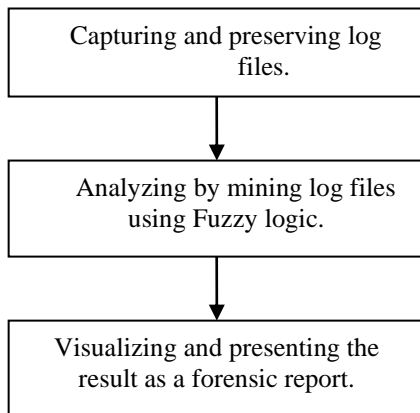 Capturing and preserving log
files.
Analyzing by mining log files
using Fuzzy logic.
Visualizing and presenting the
result as a forensic report.